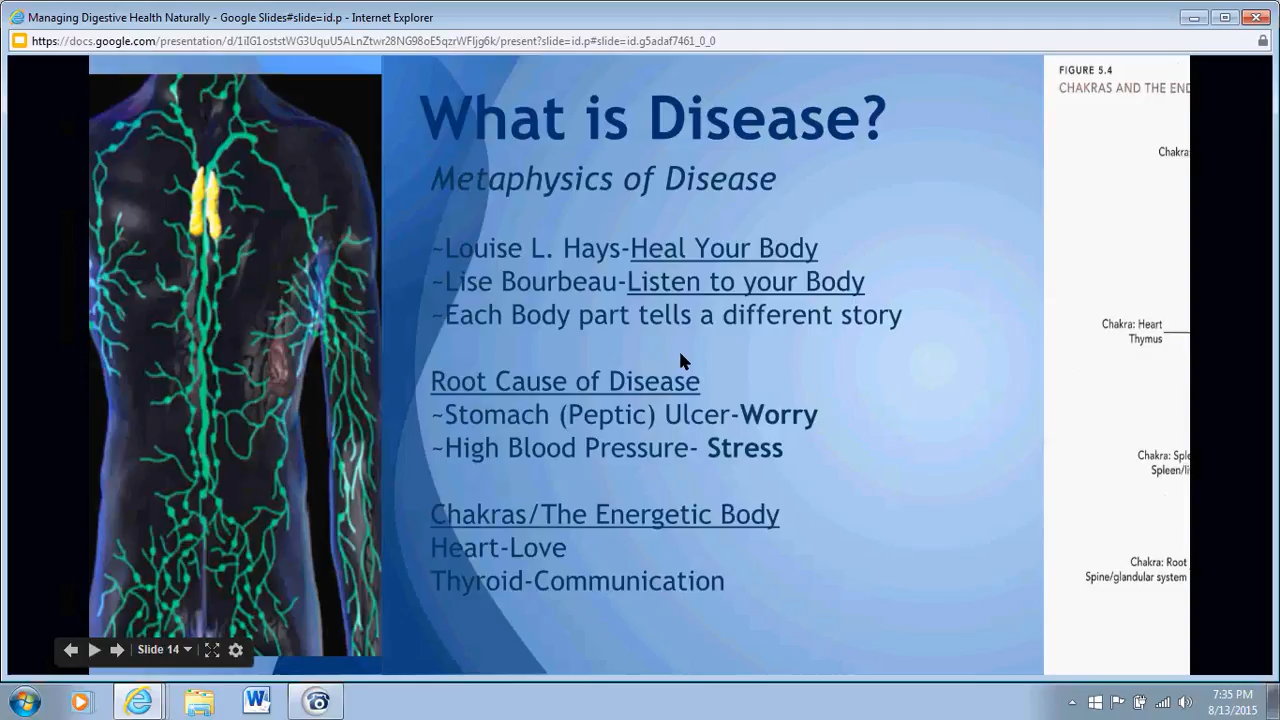 Managing Digestive Health Naturally - Google Slides#slide=id.p - Internet Explorer
https://docs.google.com/presentation/d/1iIG1oststWG3UquU5ALnZtwr28NG98oE5qzrWFljg6k/present?slide=id.p#slide=id.g5adaf7461_0_0
What is Disease?
Metaphysics of Disease
~Louise L. Hays-Heal Your Body
~Lise Bourbeau-Listen to your Body
~Each Body part tells a different story
Root Cause of Disease
~Stomach (Peptic) Ulcer-Worry
~High Blood Pressure- Stress
Chakras/The Energetic Body
Heart-Love
Thyroid-Communication
FIGURE 5.4
CHAKRAS AND THE END
Chakra
Chakra: Heart
Thymus
Chakra: Sple
Spleen/li
Chakra: Root
Spine/glandular system
Slide 14
7:35 PM
8/13/2015